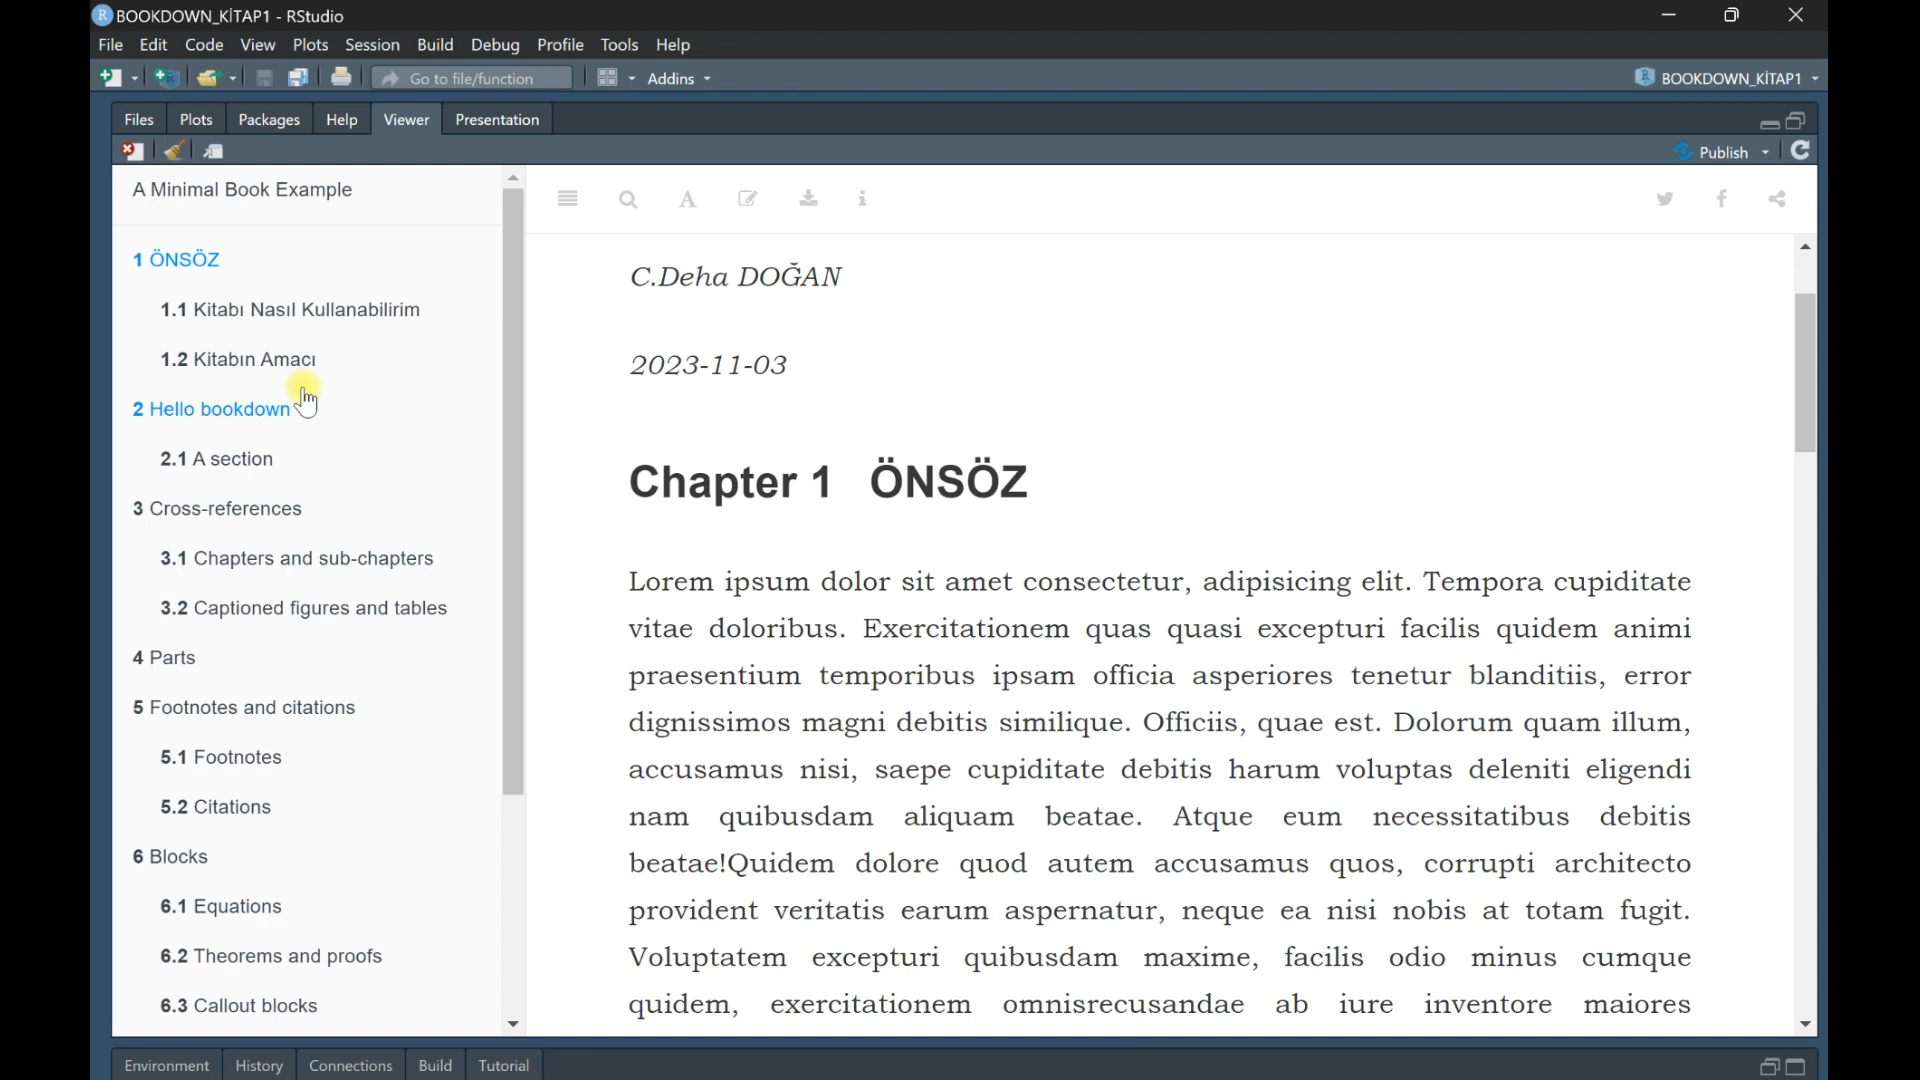 BOOKDOWN_KİTAP1 - RStudio
File Edit Code View Plots Session Build Debug Profile Tools Help
Go to file/function Addins BOOKDOWN_KİTAP1
Files Plots Packages Help Viewer Presentation
Publish
A Minimal Book Example
1 ÖNSÖZ
1.1 Kitabı Nasıl Kullanabilirim
1.2 Kitabın Amacı
2 Hello bookdown
2.1 A section
3 Cross-references
3.1 Chapters and sub-chapters
3.2 Captioned figures and tables
4 Parts
5 Footnotes and citations
5.1 Footnotes
5.2 Citations
6 Blocks
6.1 Equations
6.2 Theorems and proofs
6.3 Callout blocks
C.Deha DOĞAN
2023-11-03
Chapter 1 ÖNSÖZ
Lorem ipsum dolor sit amet consectetur, adipisicing elit. Tempora cupiditate
vitae doloribus. Exercitationem quas quasi excepturi facilis quidem animi
praesentium temporibus ipsam officia asperiores tenetur blanditiis, error
dignissimos magni debitis similique. Officiis, quae est. Dolorum quam illum,
accusamus nisi, saepe cupiditate debitis harum voluptas deleniti eligendi
nam quibusdam aliquam beatae. Atque eum necessitatibus debitis
beatae!Quidem dolore quod autem accusamus quos, corrupti architecto
provident veritatis earum aspernatur, neque ea nisi nobis at totam fugit.
Voluptatem excepturi quibusdam maxime, facilis odio minus cumque
quidem, exercitationem omnisrecusandae ab iure inventore maiores
Environment History Connections Build Tutorial